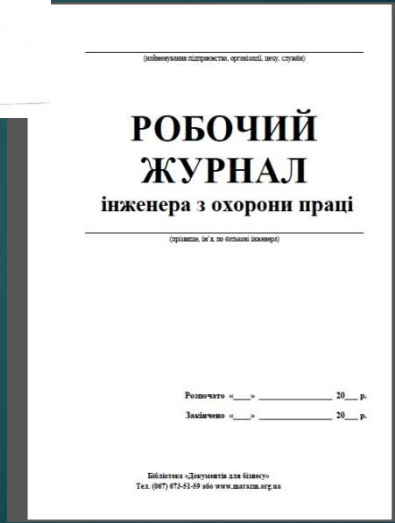 (найменування підприємства, організації, цеху, служби)
РОБОЧИЙ
ЖУРНАЛ
інженера з охорони праці
(прізвище, ім'я, по батькові інженера)
Розпочато «___» ______________ 20___ р.
Закінчено «___» ______________ 20___ р.
Бібліотека «Документів для бізнесу»
Тел. (067) 673-51-59 або www.marazm.org.ua